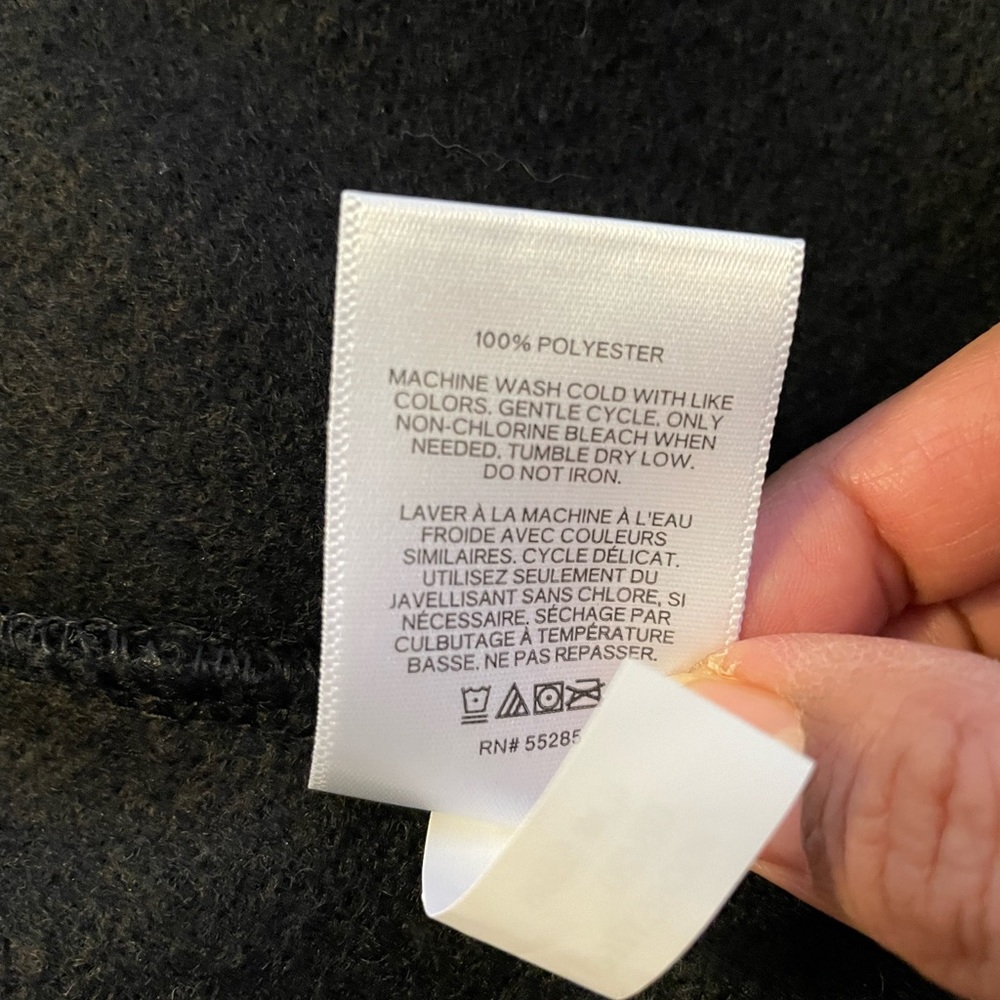 100% POLYESTER
MACHINE WASH COLD WITH LIKE
COLORS. GENTLE CYCLE. ONLY
NON-CHLORINE BLEACH WHEN
NEEDED. TUMBLE DRY LOW.
DO NOT IRON.
LAVER À LA MACHINE À L'EAU
FROIDE AVEC COULEURS
SIMILAIRES. CYCLE DÉLICAT.
UTILISEZ SEULEMENT DU
JAVELLISANT SANS CHLORE, SI
NÉCESSAIRE. SÉCHAGE PAR
CULBUTAGE À TEMPÉRATURE
BASSE. NE PAS REPASSER.
RN# 55285